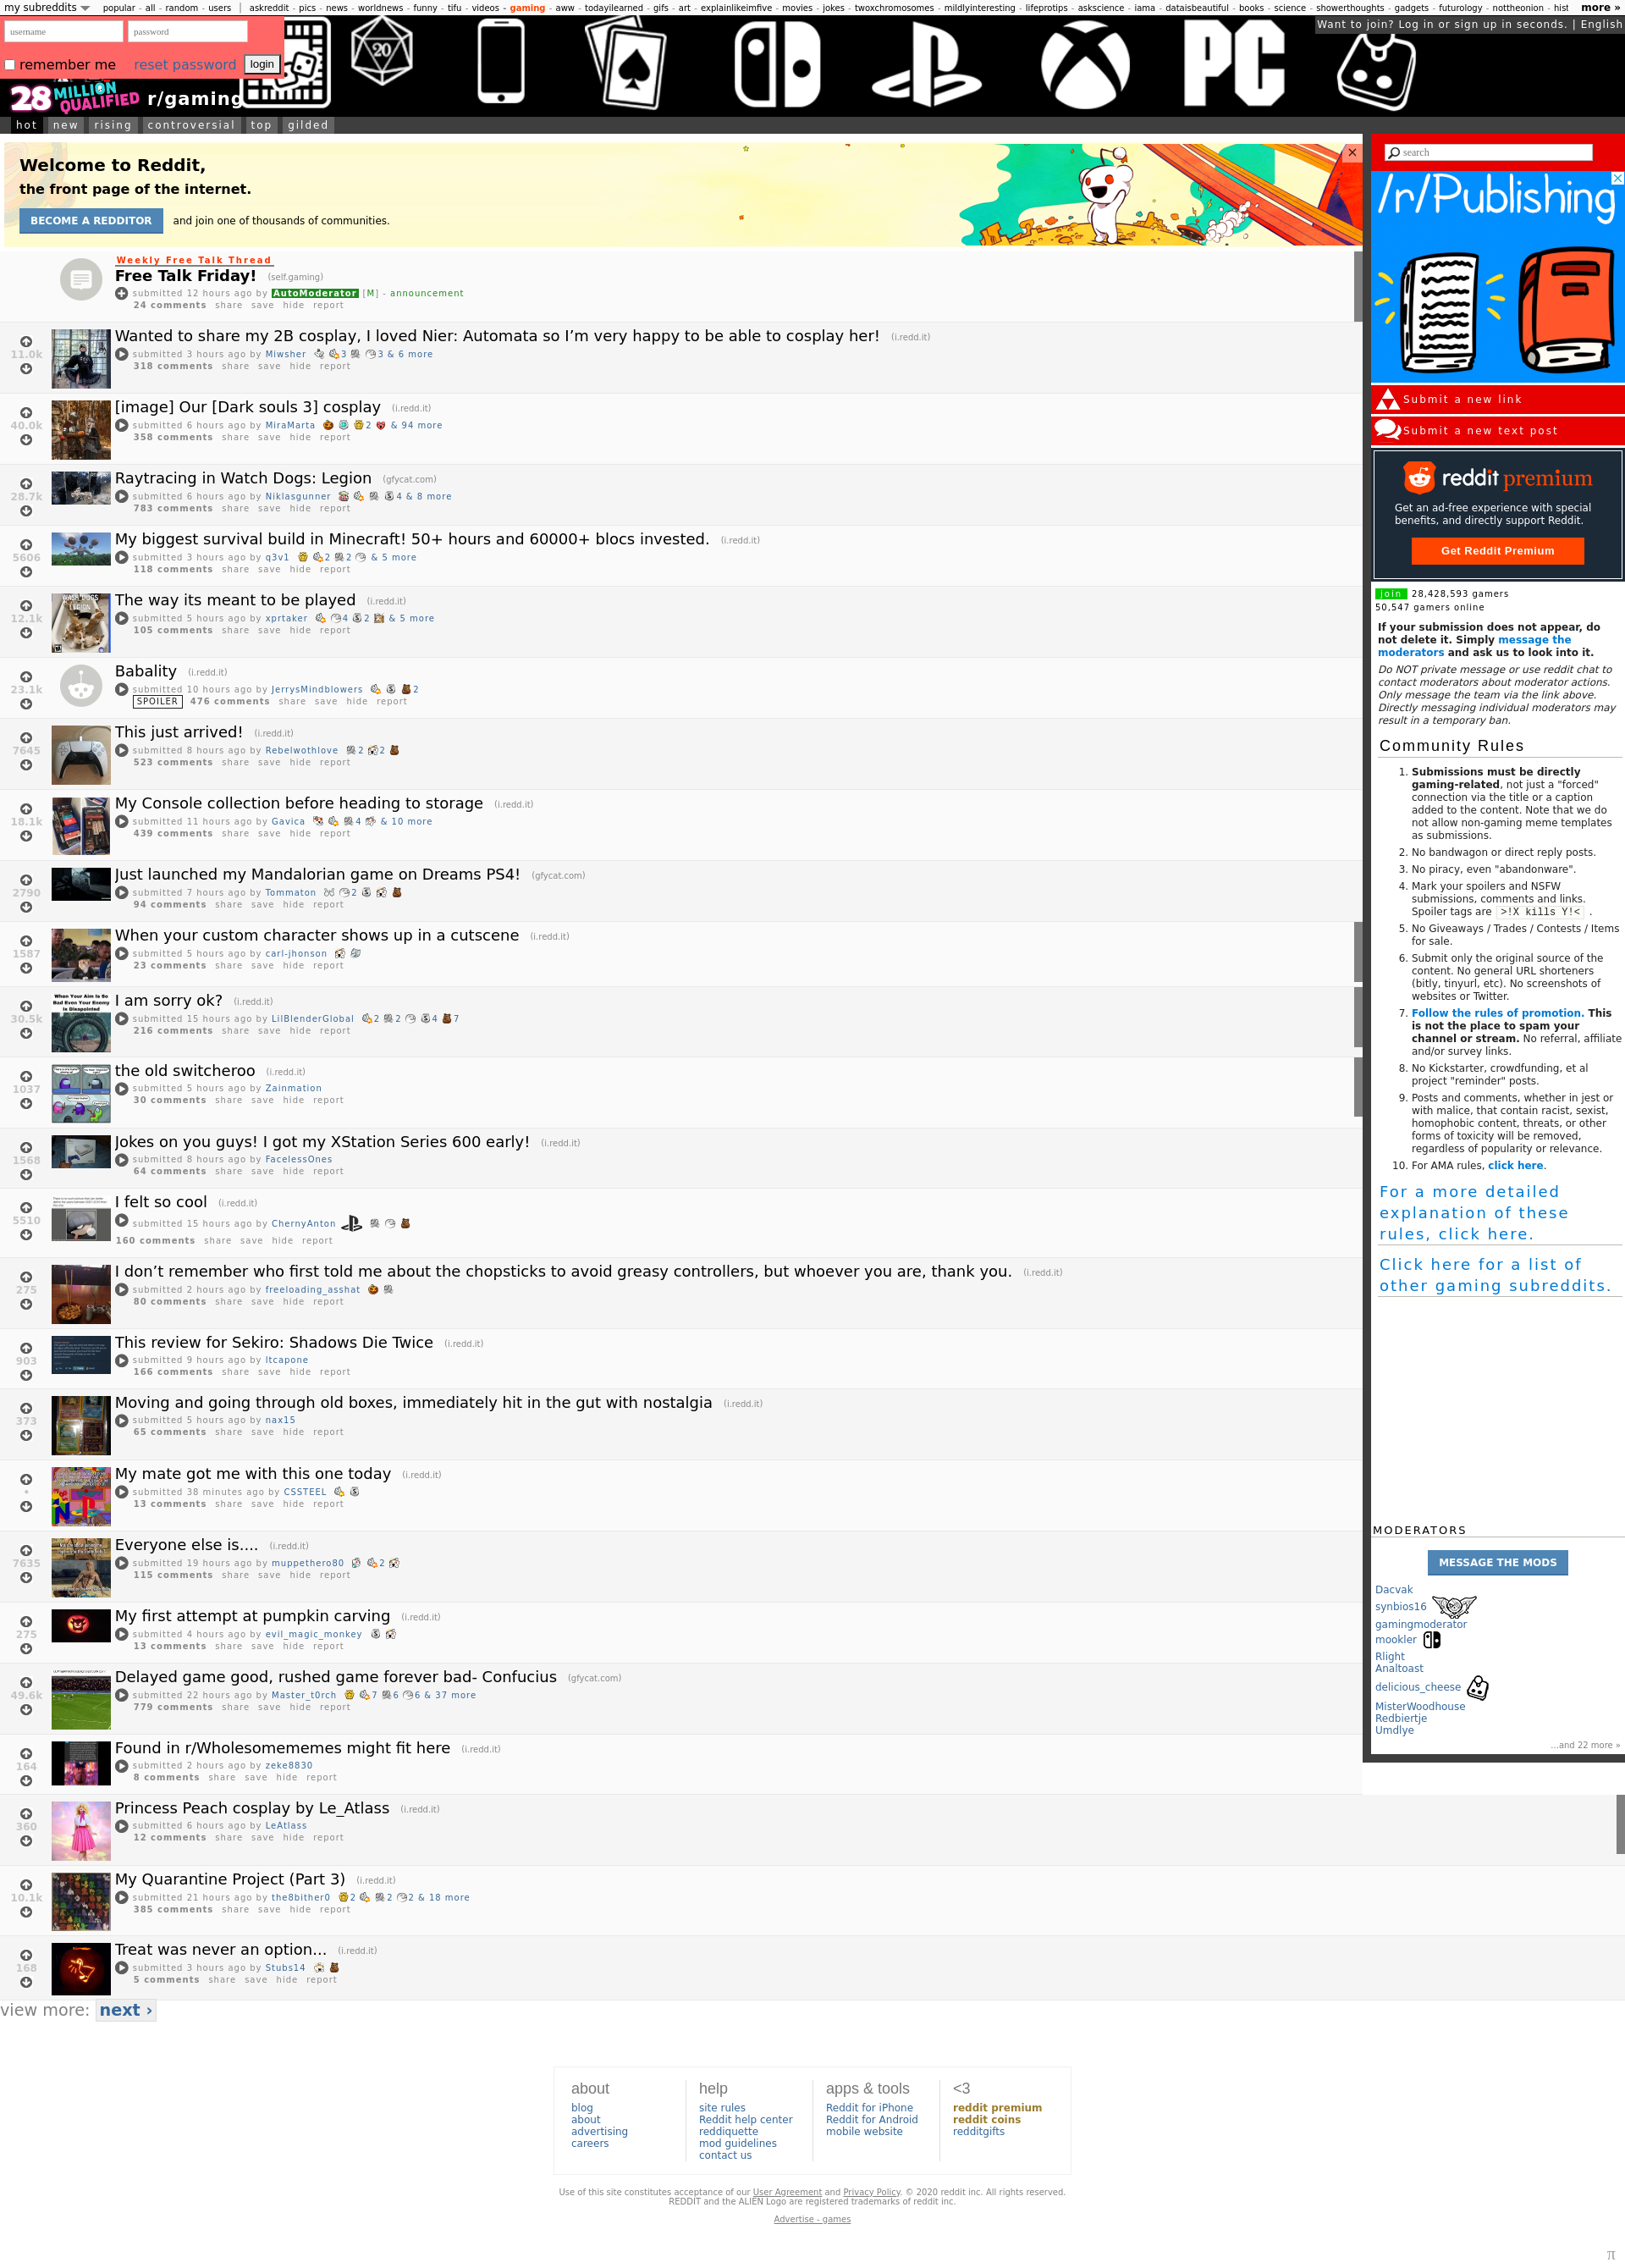 my subreddits popular - all - random - users | askreddit - pics - news - worldnews - funny - tifu - videos - gaming - aww - todayilearned - gifs - art - explainlikeimfive - movies - jokes - twoxchromosomes - mildlyinteresting - lifeprotips - askscience - iama - dataisbeautiful - books - science - showerthoughts - gadgets - futurology - nottheonion - hist more »
Want to join? Log in or sign up in seconds. | English
username password
remember me reset password login
28 MILLION QUALIFIED r/gaming
20
PC
hot new rising controversial top gilded
Welcome to Reddit,
the front page of the internet.
BECOME A REDDITOR and join one of thousands of communities.
Weekly Free Talk Thread
Free Talk Friday! (self.gaming)
submitted 12 hours ago by AutoModerator [M] - announcement
24 comments share save hide report
11.0k
Wanted to share my 2B cosplay, I loved Nier: Automata so I’m very happy to be able to cosplay her! (i.redd.it)
submitted 3 hours ago by Miwsher 3 3 & 6 more
318 comments share save hide report
40.0k
[image] Our [Dark souls 3] cosplay (i.redd.it)
submitted 6 hours ago by MiraMarta 2 & 94 more
358 comments share save hide report
28.7k
Raytracing in Watch Dogs: Legion (gfycat.com)
submitted 6 hours ago by Niklasgunner 4 & 8 more
783 comments share save hide report
5606
My biggest survival build in Minecraft! 50+ hours and 60000+ blocs invested. (i.redd.it)
submitted 3 hours ago by q3v1 2 2 & 5 more
118 comments share save hide report
12.1k
The way its meant to be played (i.redd.it)
submitted 5 hours ago by xprtaker 4 2 & 5 more
105 comments share save hide report
23.1k
Babality (i.redd.it)
submitted 10 hours ago by JerrysMindblowers 2
SPOILER 476 comments share save hide report
7645
This just arrived! (i.redd.it)
submitted 8 hours ago by Rebelwothlove 2 2
523 comments share save hide report
18.1k
My Console collection before heading to storage (i.redd.it)
submitted 11 hours ago by Gavica 4 & 10 more
439 comments share save hide report
2790
Just launched my Mandalorian game on Dreams PS4! (gfycat.com)
submitted 7 hours ago by Tommaton 2
94 comments share save hide report
1587
When your custom character shows up in a cutscene (i.redd.it)
submitted 5 hours ago by carl-jhonson
23 comments share save hide report
30.5k
When Your Aim Is So Bad Even Your Enemy Is Disapointed
I am sorry ok? (i.redd.it)
submitted 15 hours ago by LilBlenderGlobal 2 2 4 7
216 comments share save hide report
1037
the old switcheroo (i.redd.it)
submitted 5 hours ago by Zainmation
30 comments share save hide report
1568
Jokes on you guys! I got my XStation Series 600 early! (i.redd.it)
submitted 8 hours ago by FacelessOnes
64 comments share save hide report
5510
I felt so cool (i.redd.it)
submitted 15 hours ago by ChernyAnton
160 comments share save hide report
275
I don’t remember who first told me about the chopsticks to avoid greasy controllers, but whoever you are, thank you. (i.redd.it)
submitted 2 hours ago by freeloading_asshat
80 comments share save hide report
903
This review for Sekiro: Shadows Die Twice (i.redd.it)
submitted 9 hours ago by ltcapone
166 comments share save hide report
373
Moving and going through old boxes, immediately hit in the gut with nostalgia (i.redd.it)
submitted 5 hours ago by nax15
65 comments share save hide report
•
My mate got me with this one today (i.redd.it)
submitted 38 minutes ago by CSSTEEL
13 comments share save hide report
7635
Everyone else is.... (i.redd.it)
submitted 19 hours ago by muppethero80 2
115 comments share save hide report
275
My first attempt at pumpkin carving (i.redd.it)
submitted 4 hours ago by evil_magic_monkey
13 comments share save hide report
49.6k
Delayed game good, rushed game forever bad- Confucius (gfycat.com)
submitted 22 hours ago by Master_t0rch 7 6 6 & 37 more
779 comments share save hide report
164
Found in r/Wholesomememes might fit here (i.redd.it)
submitted 2 hours ago by zeke8830
8 comments share save hide report
360
Princess Peach cosplay by Le_Atlass (i.redd.it)
submitted 6 hours ago by LeAtlass
12 comments share save hide report
10.1k
My Quarantine Project (Part 3) (i.redd.it)
submitted 21 hours ago by the8bither0 2 2 2 & 18 more
385 comments share save hide report
168
Treat was never an option... (i.redd.it)
submitted 3 hours ago by Stubs14
5 comments share save hide report
view more: next ›
search
/r/Publishing
Submit a new link
Submit a new text post
reddit premium
Get an ad-free experience with special
benefits, and directly support Reddit.
Get Reddit Premium
join 28,428,593 gamers
50,547 gamers online
If your submission does not appear, do
not delete it. Simply message the
moderators and ask us to look into it.
Do NOT private message or use reddit chat to
contact moderators about moderator actions.
Only message the team via the link above.
Directly messaging individual moderators may
result in a temporary ban.
Community Rules
1. Submissions must be directly
gaming-related, not just a "forced"
connection via the title or a caption
added to the content. Note that we do
not allow non-gaming meme templates
as submissions.
2. No bandwagon or direct reply posts.
3. No piracy, even "abandonware".
4. Mark your spoilers and NSFW
submissions, comments and links.
Spoiler tags are >!X kills Y!< .
5. No Giveaways / Trades / Contests / Items
for sale.
6. Submit only the original source of the
content. No general URL shorteners
(bitly, tinyurl, etc). No screenshots of
websites or Twitter.
7. Follow the rules of promotion. This
is not the place to spam your
channel or stream. No referral, affiliate
and/or survey links.
8. No Kickstarter, crowdfunding, et al
project "reminder" posts.
9. Posts and comments, whether in jest or
with malice, that contain racist, sexist,
homophobic content, threats, or other
forms of toxicity will be removed,
regardless of popularity or relevance.
10. For AMA rules, click here.
For a more detailed
explanation of these
rules, click here.
Click here for a list of
other gaming subreddits.
MODERATORS
MESSAGE THE MODS
Dacvak
synbios16
gamingmoderator
mookler
Rlight
Analtoast
delicious_cheese
MisterWoodhouse
Redbiertje
Umdlye
...and 22 more »
about
blog
about
advertising
careers
help
site rules
Reddit help center
reddiquette
mod guidelines
contact us
apps & tools
Reddit for iPhone
Reddit for Android
mobile website
<3
reddit premium
reddit coins
redditgifts
Use of this site constitutes acceptance of our User Agreement and Privacy Policy. © 2020 reddit inc. All rights reserved.
REDDIT and the ALIEN Logo are registered trademarks of reddit inc.
Advertise - games
π